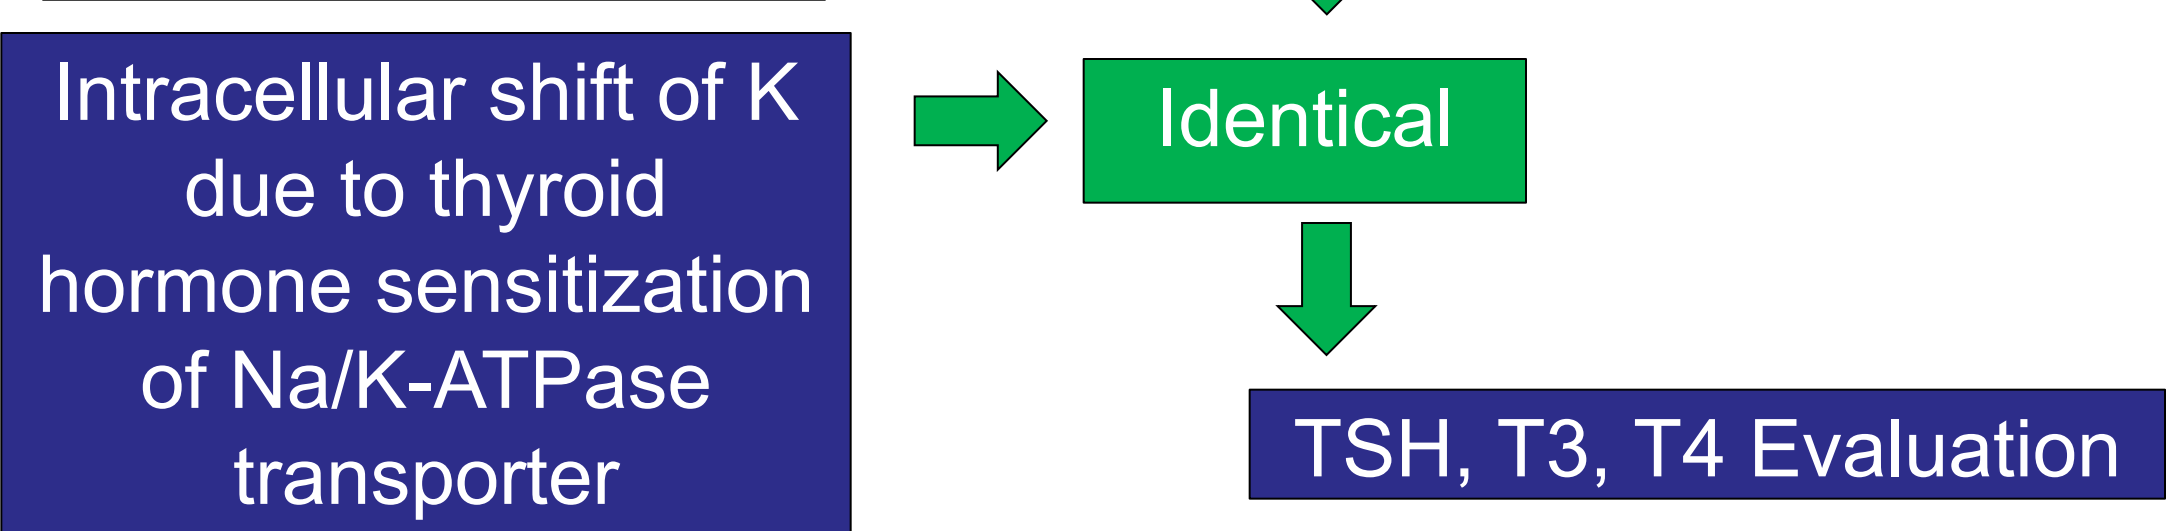 Intracellular shift of K
due to thyroid
hormone sensitization
of Na/K-ATPase
transporter
Identical
TSH, T3, T4 Evaluation